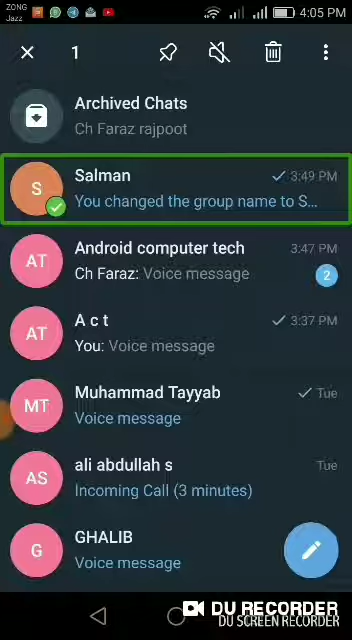 ZONG
Jazz
4:05 PM
1
Archived Chats
Ch Faraz rajpoot
S
Salman
3:49 PM
You changed the group name to S...
AT
Android computer tech
3:47 PM
Ch Faraz: Voice message
2
AT
A c t
3:37 PM
You: Voice message
MT
Muhammad Tayyab
Tue
Voice message
AS
ali abdullah s
Tue
Incoming Call (3 minutes)
G
GHALIB
Voice message
DU RECORDER
DU SCREEN RECORDER